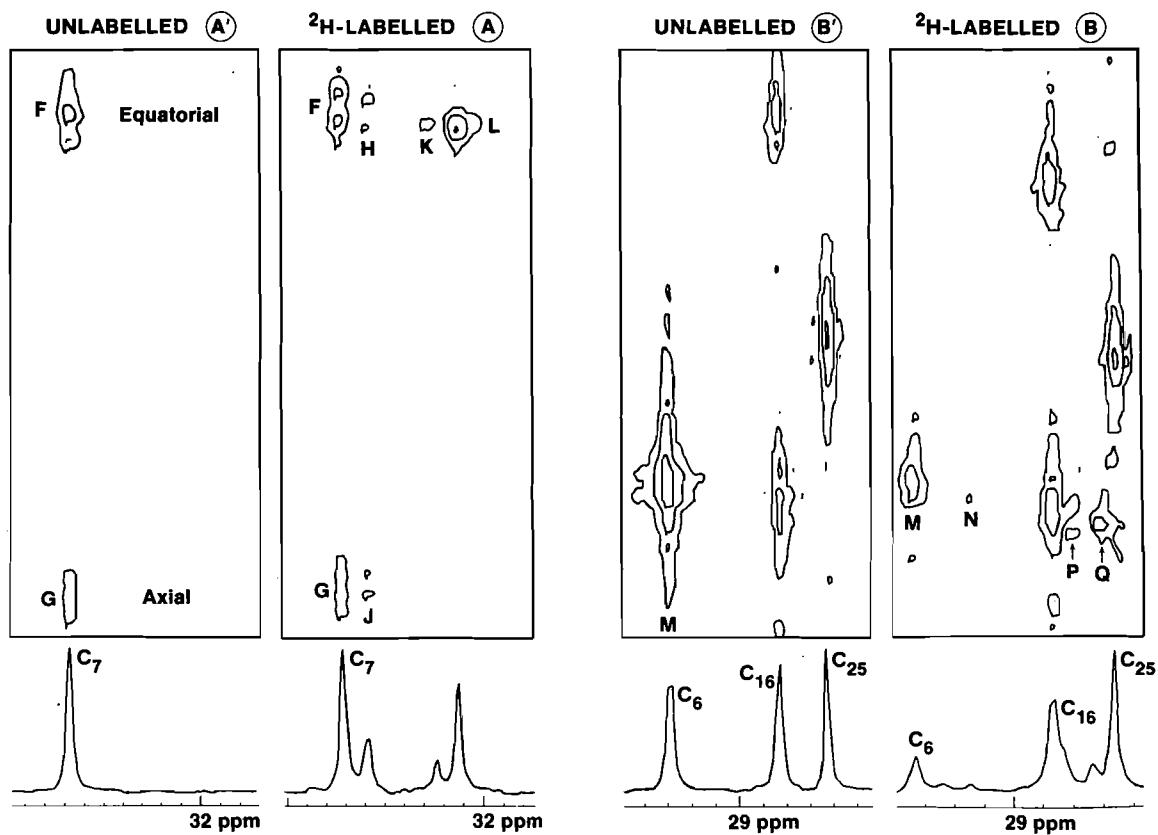 UNLABELLED A'
²H-LABELLED A
UNLABELLED B'
²H-LABELLED B
F Equatorial
F
H
K
L
G Axial
G
J
M
M
N
P
Q
C₇
C₇
C₆
C₁₆
C₂₅
C₆
C₁₆
C₂₅
32 ppm
32 ppm
29 ppm
29 ppm